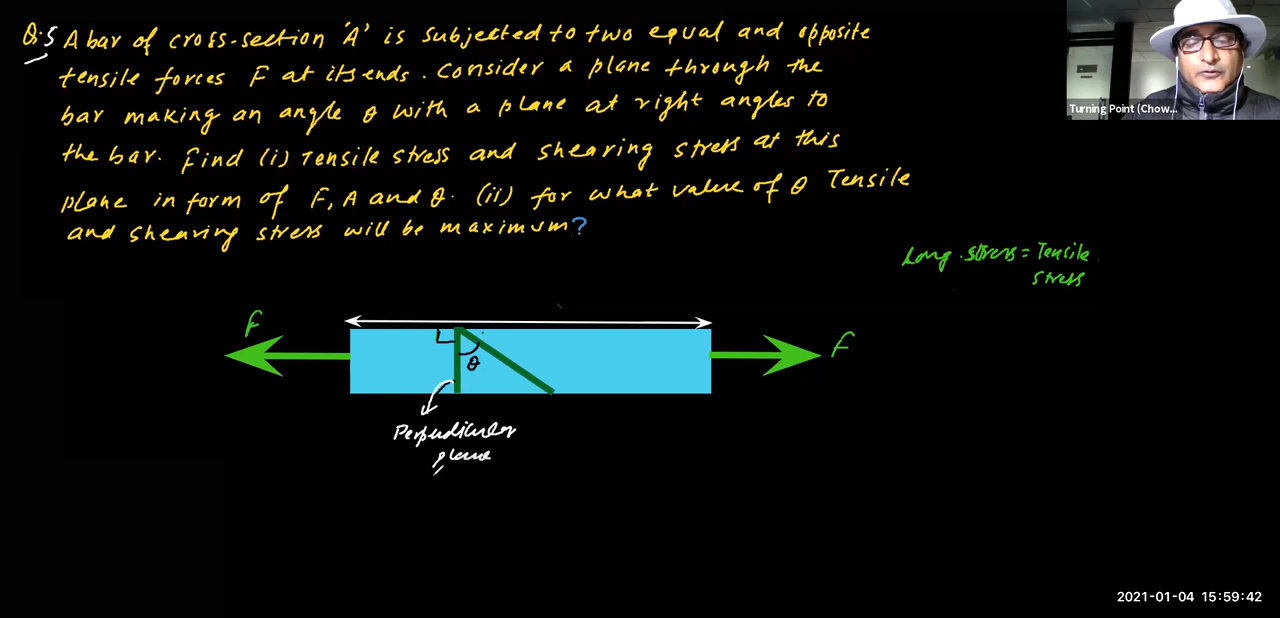 Q.5 A bar of cross-section 'A' is subjected to two equal and opposite
tensile forces F at its ends. Consider a plane through the
bar making an angle θ with a plane at right angles to
the bar. Find (i) Tensile stress and shearing stress at this
plane in form of F, A and θ. (ii) for what value of θ Tensile
and shearing stress will be maximum?
Long. stress = Tensile
stress
F
F
θ
Perpendicular
plane
Turning Point (Chow...
2021-01-04 15:59:42